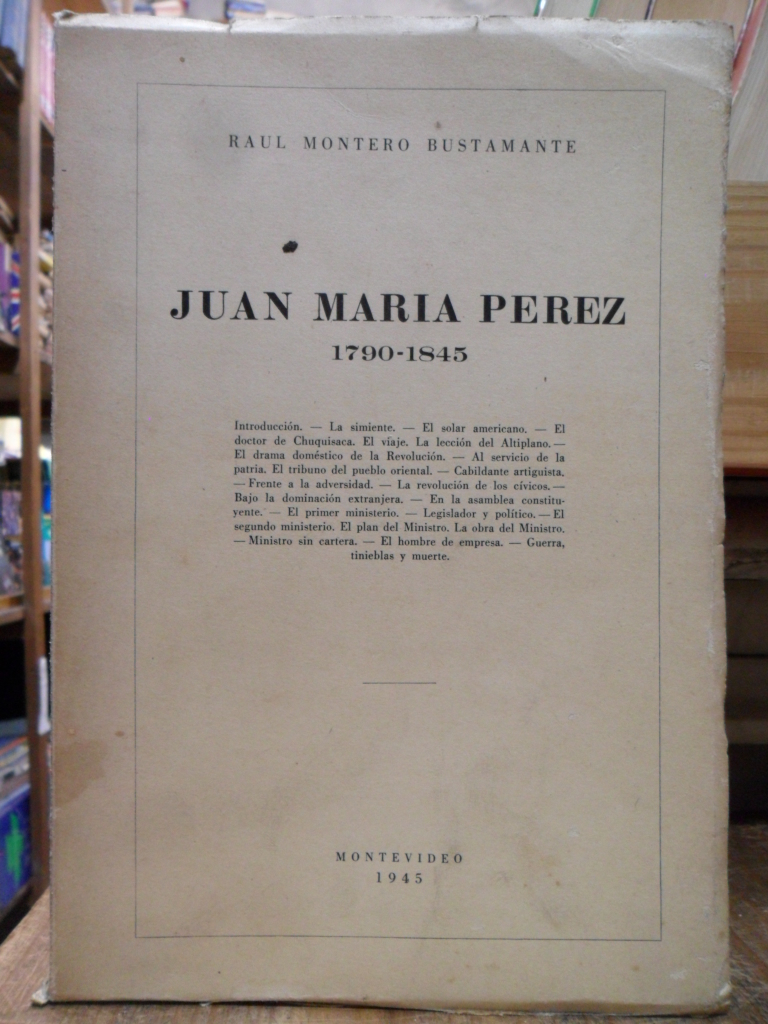 RAUL MONTERO BUSTAMANTE
JUAN MARIA PEREZ
1790-1845
Introducción. — La simiente. — El solar americano. — El
doctor de Chuquisaca. El viaje. La lección del Altiplano. —
El drama doméstico de la Revolución. — Al servicio de la
patria. El tribuno del pueblo oriental. — Cabildante artiguista.
— Frente a la adversidad. — La revolución de los cívicos. —
Bajo la dominación extranjera. — En la asamblea constitu-
yente. — El primer ministerio. — Legislador y político. — El
segundo ministerio. El plan del Ministro. La obra del Ministro.
— Ministro sin cartera. — El hombre de empresa. — Guerra,
tinieblas y muerte.
MONTEVIDEO
1945